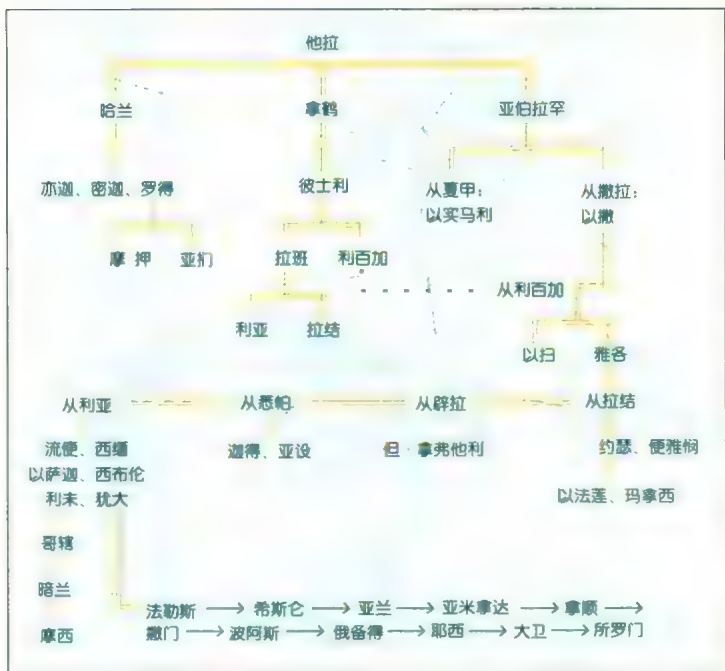 他拉
哈兰 拿鹤 亚伯拉罕
亦迦、密迦、罗得 彼士利 从夏甲： 从撒拉：
以实马利 以撒
摩押 亚扪 拉班 利百加
从利百加
利亚 拉结
以扫 雅各
从利亚 从悉帕 从辟拉 从拉结
流便、西缅 迦得、亚设 但·拿弗他利 约瑟、便雅悯
以萨迦、西布伦
利未、犹大 以法莲、玛拿西
哥辖
暗兰
法勒斯 → 希斯仑 → 亚兰 → 亚米拿达 → 拿顺 →
摩西 撒门 → 波阿斯 → 俄备得 → 耶西 → 大卫 → 所罗门